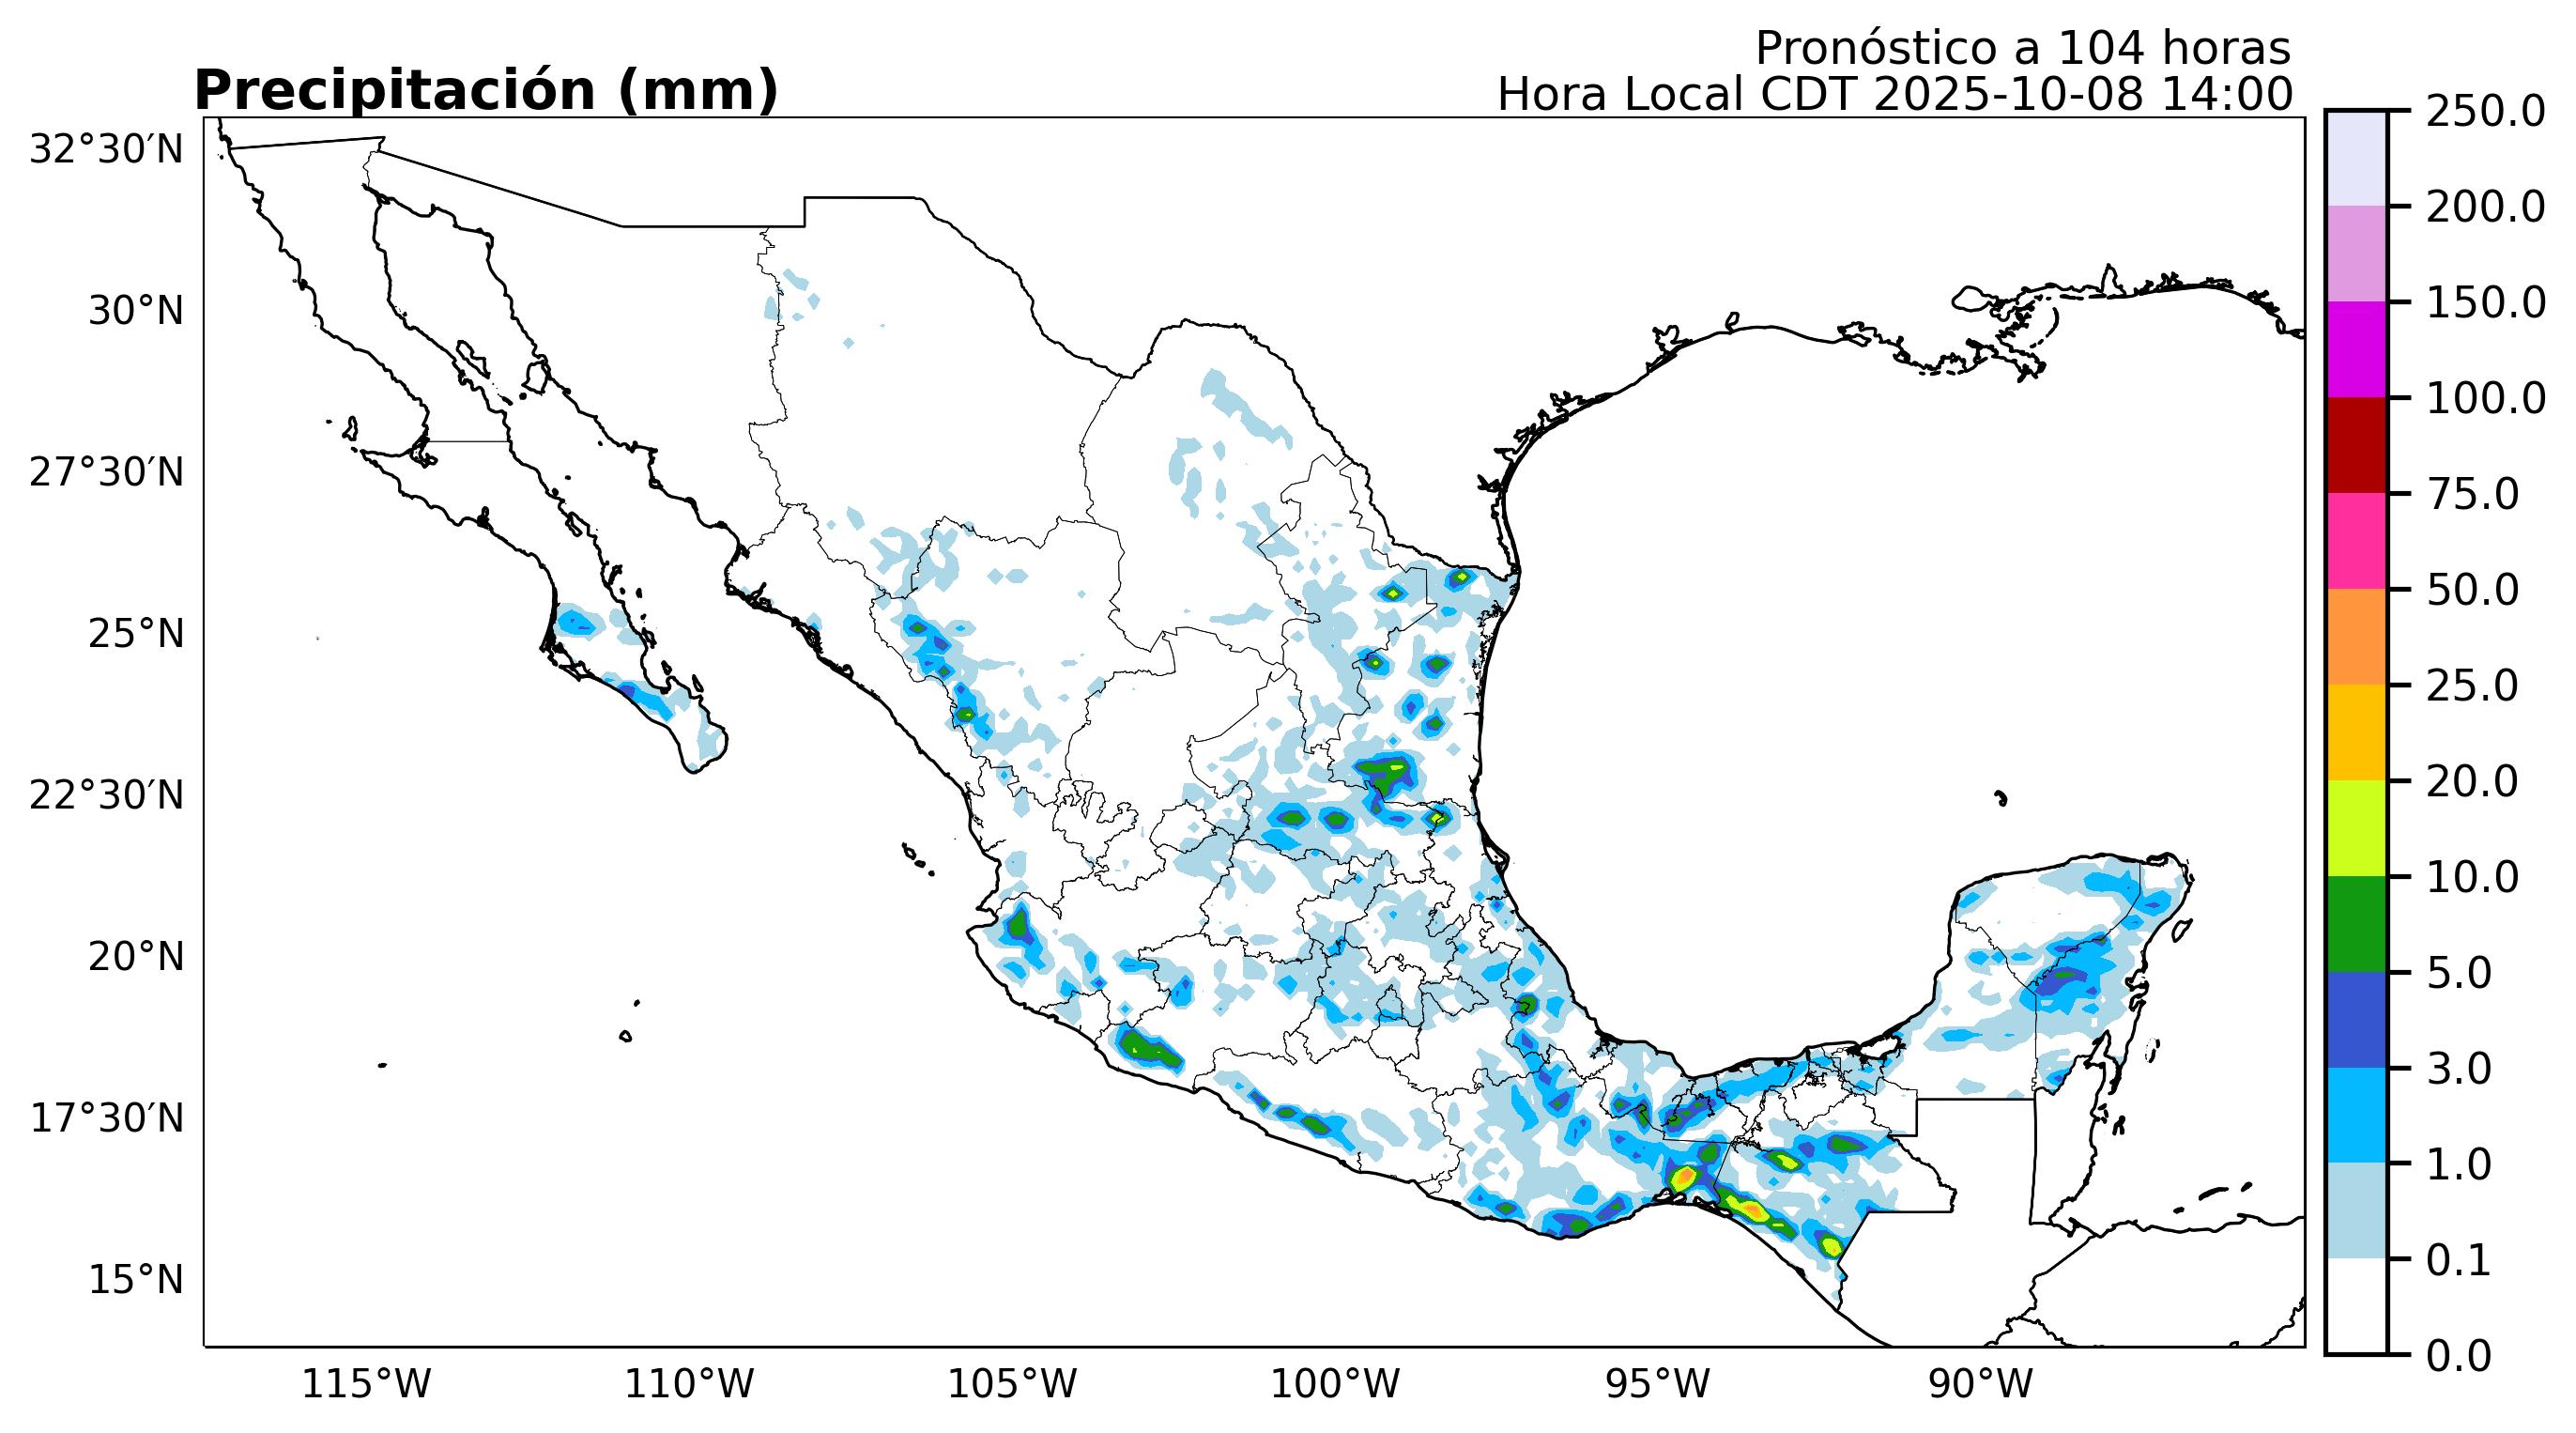 Pronóstico a 104 horas
Precipitación (mm)
Hora Local CDT 2025-10-08 14:00
32°30′N
30°N
27°30′N
25°N
22°30′N
20°N
17°30′N
15°N
115°W
110°W
105°W
100°W
95°W
90°W
250.0
200.0
150.0
100.0
75.0
50.0
25.0
20.0
10.0
5.0
3.0
1.0
0.1
0.0